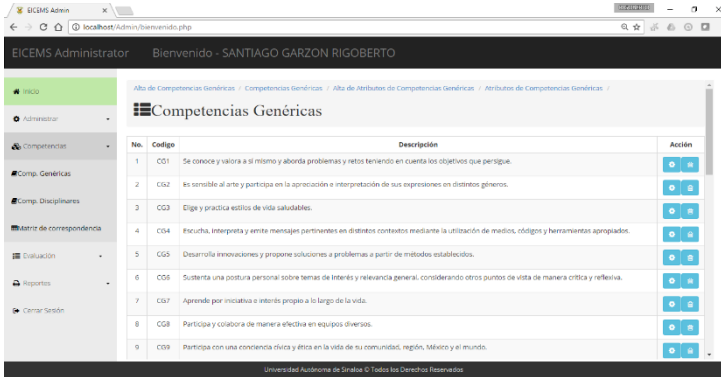 EICEMS Admin
localhost/Admin/bienvenido.php
EICEMS Administrator Bienvenido - SANTIAGO GARZON RIGOBERTO
Inicio
Administrar
Competencias
Comp. Genéricas
Comp. Disciplinares
Matriz de correspondencia
Evaluación
Reportes
Cerrar Sesión
Alta de Competencias Genéricas / Competencias Genéricas / Alta de Atributos de Competencias Genéricas / Atributos de Competencias Genéricas /
Competencias Genéricas
No. Codigo Descripción Acción
1 CG1 Se conoce y valora a si mismo y aborda problemas y retos teniendo en cuenta los objetivos que persigue.
2 CG2 Es sensible al arte y participa en la apreciación e interpretación de sus expresiones en distintos géneros.
3 CG3 Elige y practica estilos de vida saludables.
4 CG4 Escucha, interpreta y emite mensajes pertinentes en distintos contextos mediante la utilización de medios, códigos y herramientas apropiados.
5 CG5 Desarrolla innovaciones y propone soluciones a problemas a partir de métodos establecidos.
6 CG6 Sustenta una postura personal sobre temas de interés y relevancia general, considerando otros puntos de vista de manera crítica y reflexiva.
7 CG7 Aprende por iniciativa e interés propio a lo largo de la vida.
8 CG8 Participa y colabora de manera efectiva en equipos diversos.
9 CG9 Participa con una conciencia cívica y ética en la vida de su comunidad, región, México y el mundo.
Universidad Autónoma de Sinaloa © Todos los Derechos Reservados